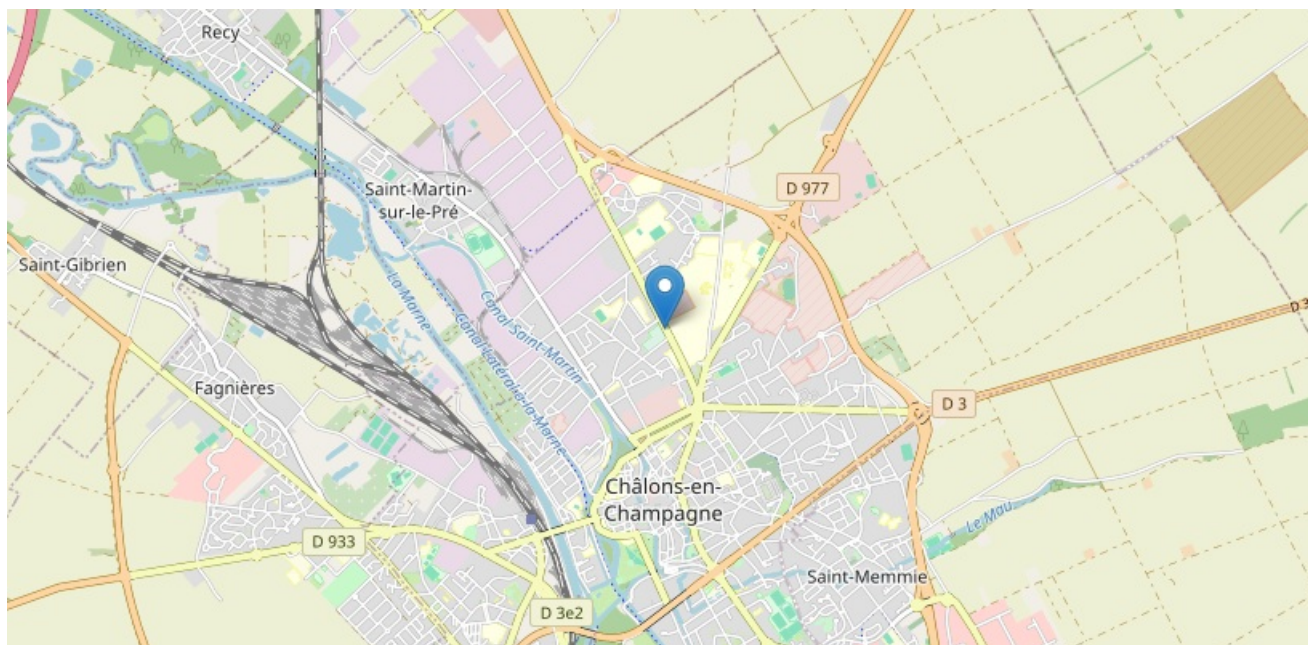 Recy
Saint-Martin-
sur-le-Pré
D 977
Saint-Gibrien
La Marne
Canal Saint-Martin
Canal Latéral à la Marne
D 3
Fagnières
D 3
Châlons-en-
Champagne
Le Mau
D 933
Saint-Memmie
D 3e2